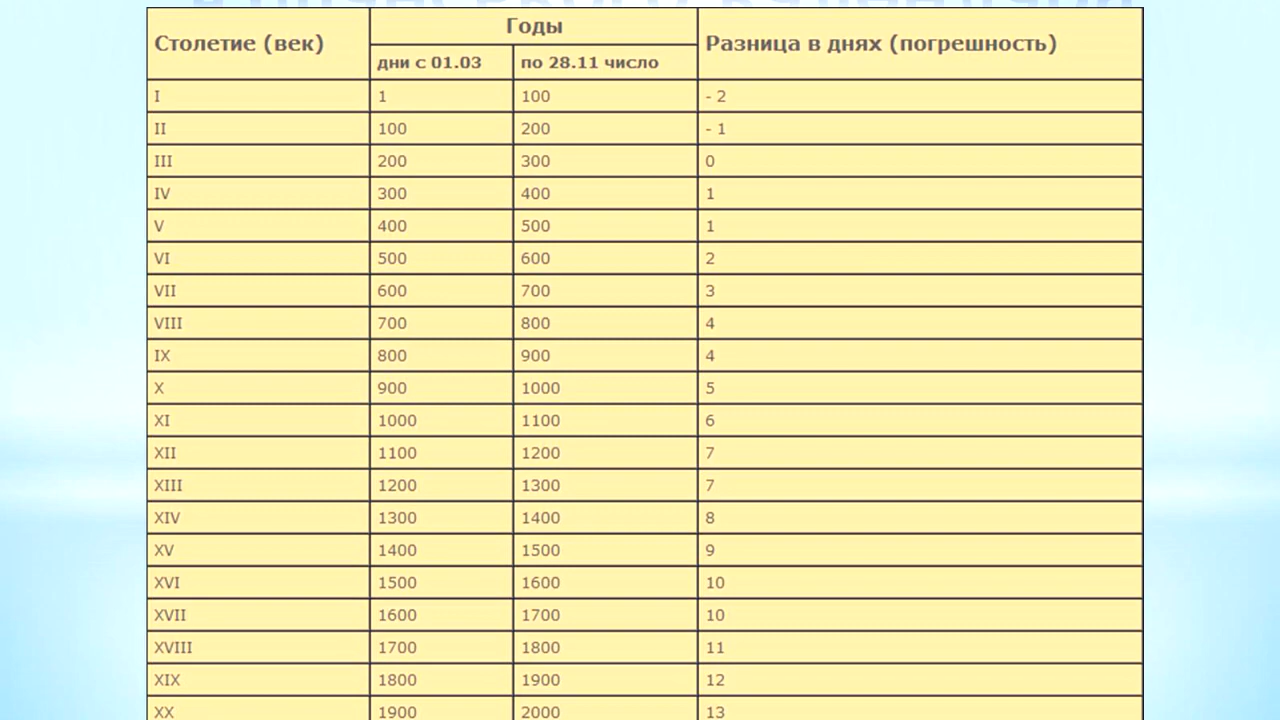 Столетие (век) Годы Разница в днях (погрешность)
дни с 01.03 по 28.11 число
I 1 100 - 2
II 100 200 - 1
III 200 300 0
IV 300 400 1
V 400 500 1
VI 500 600 2
VII 600 700 3
VIII 700 800 4
IX 800 900 4
X 900 1000 5
XI 1000 1100 6
XII 1100 1200 7
XIII 1200 1300 7
XIV 1300 1400 8
XV 1400 1500 9
XVI 1500 1600 10
XVII 1600 1700 10
XVIII 1700 1800 11
XIX 1800 1900 12
XX 1900 2000 13